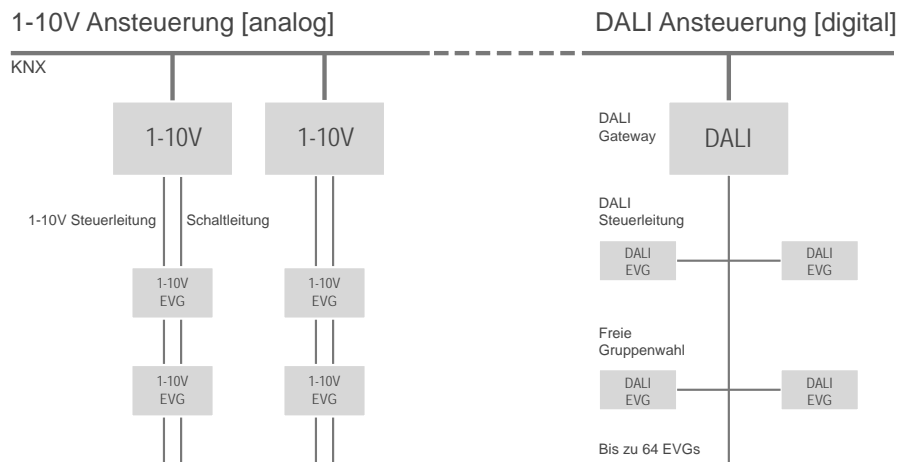 1-10V Ansteuerung [analog]
DALI Ansteuerung [digital]
KNX
1-10V
1-10V
DALI
Gateway
DALI
1-10V Steuerleitung
Schaltleitung
DALI
Steuerleitung
DALI
EVG
DALI
EVG
1-10V
EVG
1-10V
EVG
Freie
Gruppenwahl
1-10V
EVG
1-10V
EVG
DALI
EVG
DALI
EVG
Bis zu 64 EVGs